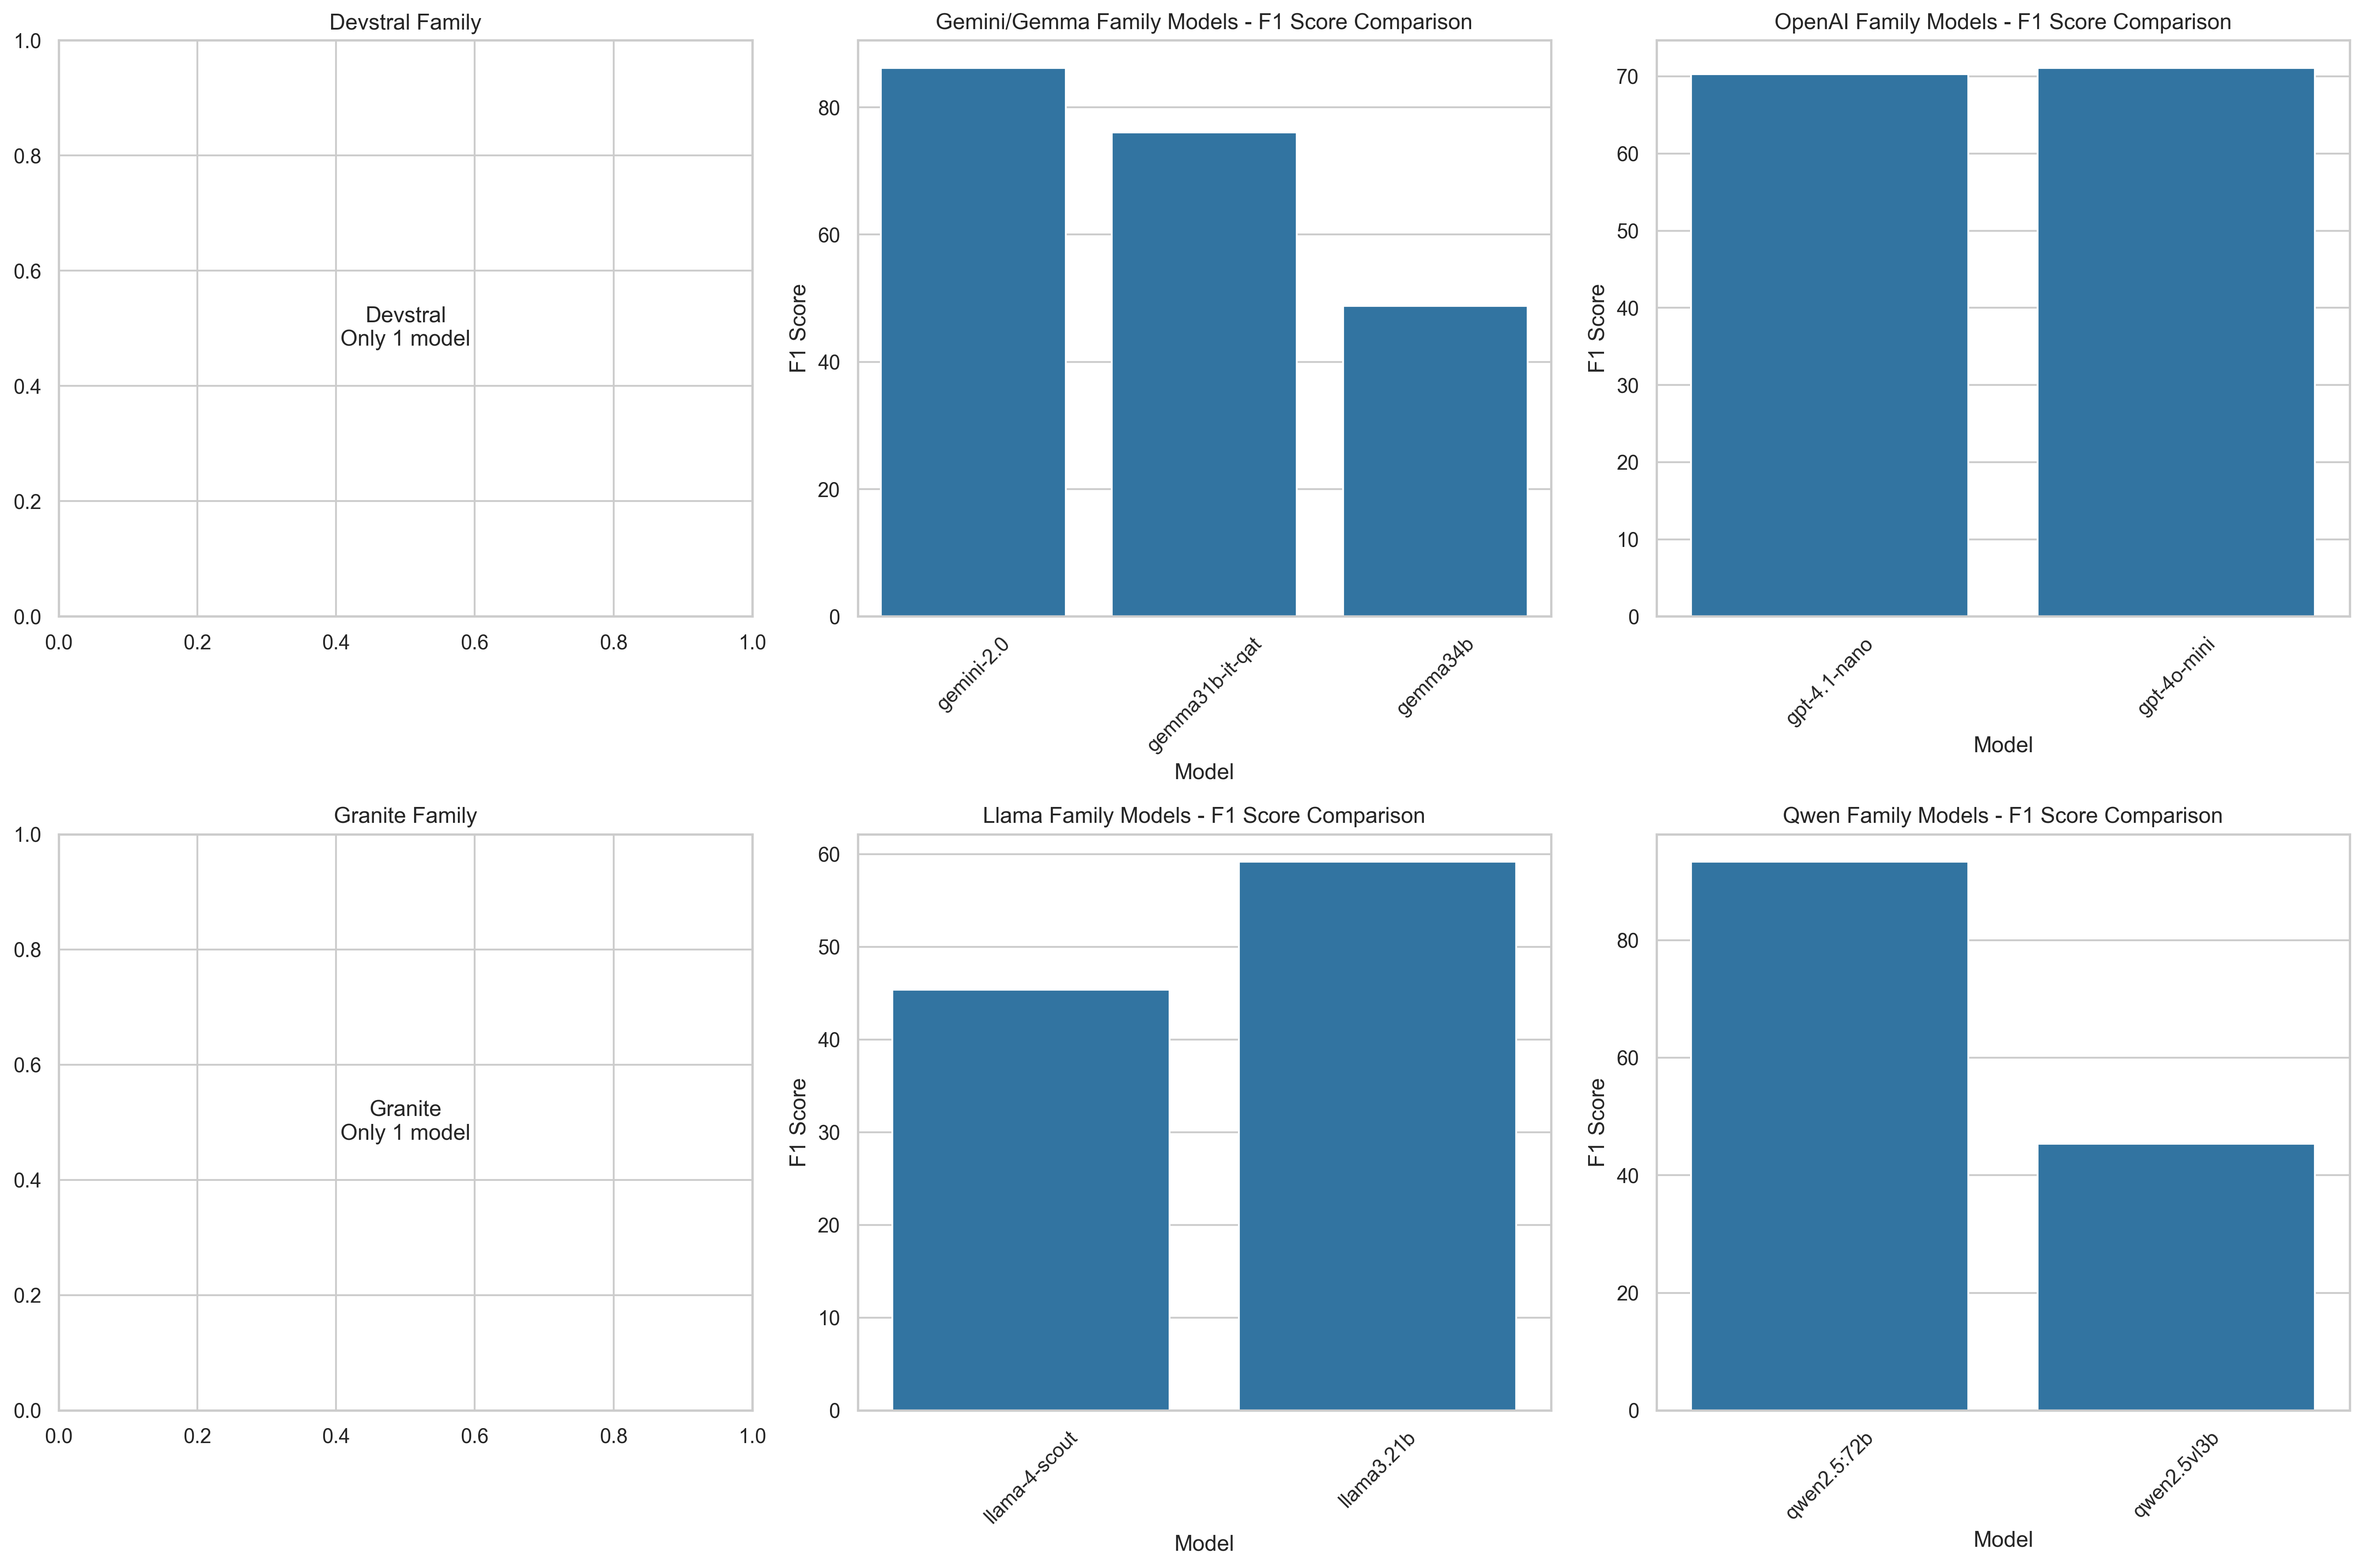 Devstral Family
1.0
0.8
0.6
0.4
0.2
0.0
Devstral
Only 1 model
0.0 0.2 0.4 0.6 0.8 1.0
Gemini/Gemma Family Models - F1 Score Comparison
F1 Score
80
60
40
20
0
gemini-2.0
gemma31b-it-qat
gemma34b
Model
OpenAI Family Models - F1 Score Comparison
F1 Score
70
60
50
40
30
20
10
0
gpt-4.1-nano
gpt-4o-mini
Model
Granite Family
1.0
0.8
0.6
0.4
0.2
0.0
Granite
Only 1 model
0.0 0.2 0.4 0.6 0.8 1.0
Llama Family Models - F1 Score Comparison
F1 Score
60
50
40
30
20
10
0
llama-4-scout
llama3.21b
Model
Qwen Family Models - F1 Score Comparison
F1 Score
80
60
40
20
0
qwen2.5:72b
qwen2.5vl3b
Model